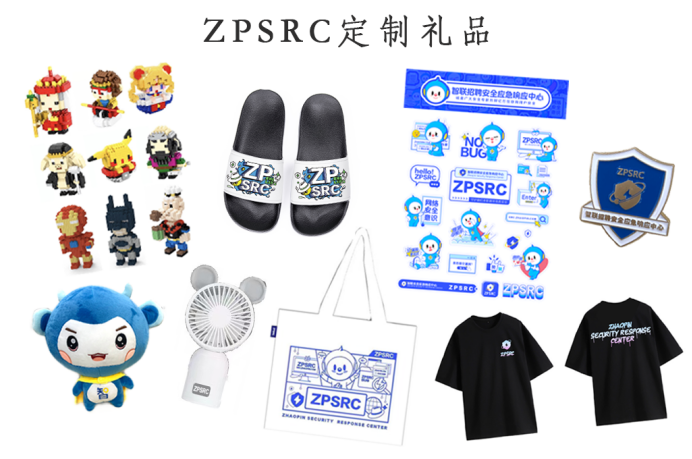 ZPSRC定制礼品
ZP
SRC
ZP
SRC
智联招聘安全应急响应中心
NO
BUG
hello!
ZPSRC
ZPSRC
网络
安全
意识
Enter
ZPSRC
ZPSRC
智联招聘安全应急响应中心
ZPSRC
ZPSRC
ZPSRC
ZHAOPIN SECURITY RESPONSE CENTER
ZPSRC
ZHAOPIN
SECURITY RESPONSE
CENTER